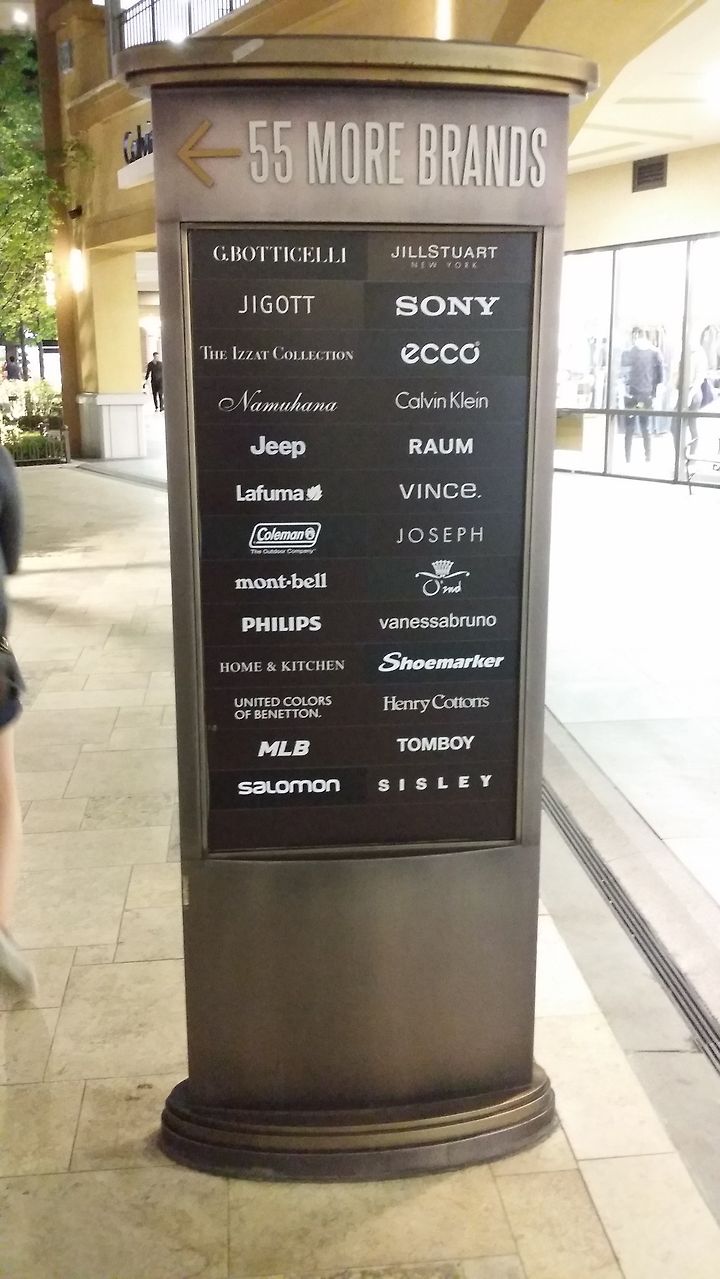 55 MORE BRANDS
G.BOTTICELLI
JILLSTUART
NEW YORK
JIGOTT
SONY
THE IZZAT COLLECTION
ecco
Namuhana
Calvin Klein
Jeep
RAUM
Lafuma
VINCE.
Coleman
The Outdoor Company
JOSEPH
mont-bell
O'nd
PHILIPS
vanessabruno
HOME & KITCHEN
Shoemarker
UNITED COLORS
OF BENETTON.
Henry Cotton's
MLB
TOMBOY
SALOMON
SISLEY